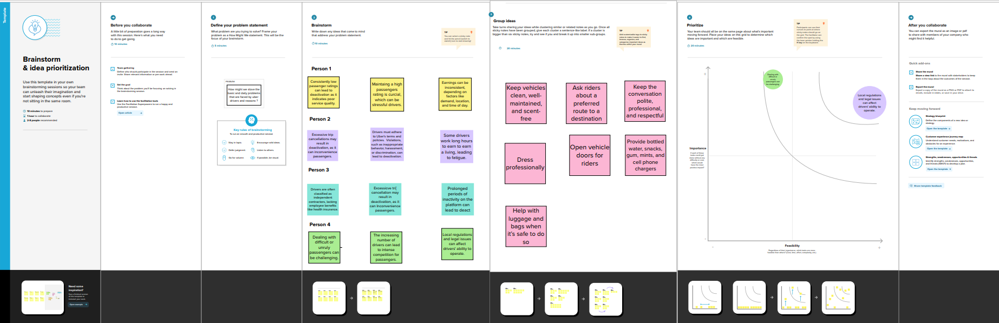 Template
Brainstorm
& idea prioritization
Use this template in your own
brainstorming sessions so your team
can unleash their imagination and
start shaping concepts even if you're
not sitting in the same room.
10 minutes to prepare
1 hour to collaborate
2-8 people recommended
Need some
inspiration?
See a finished version
of this template to
kickstart your work.
Open example
Before you collaborate
A little bit of preparation goes a long way
with this session. Here's what you need
to do to get going.
10 minutes
Team gathering
Define who should participate in the session and send an
invite. Share relevant information or pre-work ahead.
Set the goal
Think about the problem you'll be focusing on solving in
the brainstorming session.
Learn how to use the facilitation tools
Use the Facilitation Superpowers to run a happy and
productive session.
Open article
1
Define your problem statement
What problem are you trying to solve? Frame your
problem as a How Might We statement. This will be the
focus of your brainstorm.
5 minutes
PROBLEM
How might we slove the
basic and daily problems
that are faced by uber
drivers and reasons ?
Key rules of brainstorming
To run an smooth and productive session
Stay in topic.
Encourage wild ideas.
Defer judgment.
Listen to others.
Go for volume.
If possible, be visual.
2
Brainstorm
Write down any ideas that come to mind
that address your problem statement.
10 minutes
TIP
You can select a sticky note
and hit the pencil [switch to
sketch] icon to start drawing!
Person 1
Consistently low
passenger ratings
can lead to
deactivation as it
indicates poor
service quality.
Maintaing a high
passengers
rating is curcial,
which can be
stressful drivers.
Earnings can be
inconsistent,
depending on
factors like
demand, location,
and time of day.
Person 2
Excessive trip
cancellations may
result in
deactivation, as it
can inconvenience
passengers.
Drivers must adhere
to Uber's terms and
policies. Violations,
such as inappropriate
behavior, harassment,
or discrimination, can
lead to deactivation.
Some drivers
work long hours
to earn to earn
a living, leading
to fatigue.
Person 3
Drivers are often
classified as
independent
contractors, lacking
employee benefits
like health insurance.
Excessicve tri[
cancellation may
result in
deactivation, as it
can Inconvenience
passengers.
Prolonged
periods of
inactivity on the
platform can
lead to deact
Person 4
Dealing with
difficult or
unruly
passengers can
be challenging.
The increasing
number of
drivers can lead
to intense
competition for
passengers.
Local regulations
and legal issues
can affect
drivers' ability to
operate.
3
Group ideas
Take turns sharing your ideas while clustering similar or related notes as you go. Once all
sticky notes have been grouped, give each cluster a sentence-like label. If a cluster is
bigger than six sticky notes, try and see if you and break it up into smaller sub-groups.
20 minutes
TIP
Add customizable tags to sticky
notes to make it easier to find,
browse, organize, and
categorize important ideas as
themes within your mural.
Keep vehicles
clean, well-
maintained,
and scent-
free
Ask riders
about a
preferred
route to a
destination
Keep the
conversation
polite,
professional,
and respectful
Dress
professionally
Open vehicle
doors for
riders
Provide bottled
water, snacks,
gum, mints, and
cell phone
chargers
Help with
luggage and
bags when
it's safe to do
so
4
Prioritize
Your team should all be on the same page about what's important
moving forward. Place your ideas on this grid to determine which
ideas are important and which are feasible.
20 minutes
TIP
Participants can use their
cursors to point at where
sticky notes should go on
the grid. The facilitator can
confirm the spot by using
the laser pointer holding the
H key on the keyboard.
Dealing with
difficult or
unruly
passengers can
be challenging.
Local regulations
and legal issues
can affect
drivers' ability to
operate.
Importance
If each of these
tasks could get
done without any
difficulty or cost,
which would
have the most
positive impact?
Feasibility
Regardless of their importance, which tasks are more
feasible than others? (Cost, time, effort, complexity, etc.)
After you collaborate
You can export the mural as an image or pdf
to share with members of your company who
might find it helpful.
Quick add-ons
Share the mural
Share a view link to the mural with stakeholders to keep
them in the loop about the outcomes of the session.
Export the mural
Export a copy of the mural as a PNG or PDF to attach to
emails, include in slides, or save in your drive.
Keep moving forward
Strategy blueprint
Define the components of a new idea or
strategy.
Open the template
Customer experience journey map
Understand customer needs, motivations, and
obstacles for an experience.
Open the template
Strengths, weaknesses, opportunities & threats
Identify strengths, weaknesses, opportunities,
and threats (SWOT) to develop a plan.
Open the template
Share template feedback